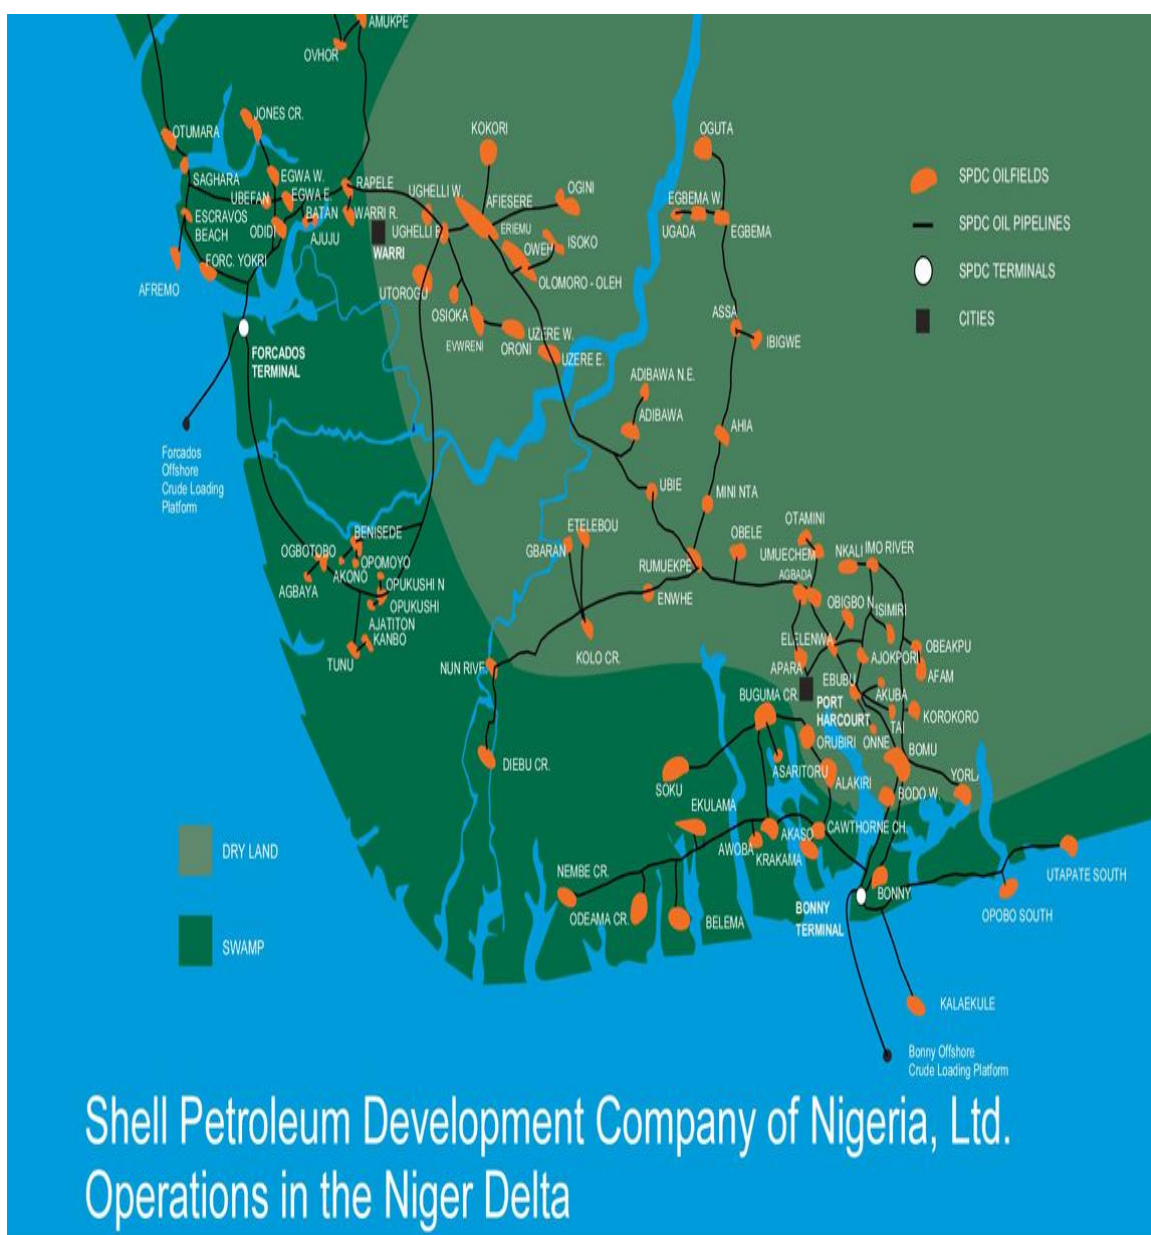 AMUKPE
OVHOR
JONES CR.
OTUMARA
KOKORI
OGUTA
SAGHARA
EGWA W.
RAPELE
UGHELLI W.
AFIESERE
OGINI
SPDC OILFIELDS
UBEFAN
EGWA E.
EGBEMA W.
ESCRAVOS
BEACH
BATAN
WARRI R.
ERIEMU
UGADA
EGBEMA
SPDC OIL PIPELINES
ODIDI
AJUJU
UGHELLI E.
OWEH
ISOKO
WARRI
FORC. YOKRI
OLOMORO - OLEH
SPDC TERMINALS
AFREMO
UTOROGU
OSIOKA
ASSA
CITIES
EVWRENI
ORONI
UZERE W.
IBIGWE
FORCADOS
TERMINAL
UZERE E.
ADIBAWA N.E.
ADIBAWA
AHIA
Forcados
Offshore
Crude Loading
Platform
UBIE
MINI NTA
BENISEDE
ETELEBOU
OBELE
OTAMINI
OGBOTOBO
GBARAN
UMUECHEM
NKALI
IMO RIVER
OPOMOYO
AKONO
RUMUEKPE
AGBADA
AGBAYA
OPUKUSHI N
ENWHE
OBIGBO N.
ISIMIRI
OPUKUSHI
AJATITON
KANBO
ELELENWA
OBEAKPU
TUNU
NUN RIVE
KOLO CR.
APARA
AJOKPORI
AFAM
EBUBU
AKUBA
BUGUMA CR.
PORT
HARCOURT
TAI
KOROKORO
ORUBIRI
ONNE
BOMU
DIEBU CR.
ASARITORU
ALAKIRI
YORLA
SOKU
BODO W.
EKULAMA
AKASO
CAWTHORNE CH.
AWOBA
KRAKAMA
DRY LAND
NEMBE CR.
UTAPATE SOUTH
BONNY
ODEAMA CR.
BELEMA
BONNY
TERMINAL
OPOBO SOUTH
SWAMP
KALAEKULE
Bonny Offshore
Crude Loading Platform
Shell Petroleum Development Company of Nigeria, Ltd.
Operations in the Niger Delta